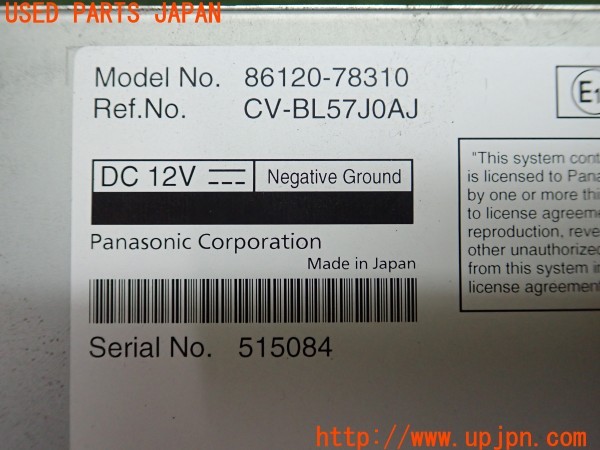 USED PARTS JAPAN
Model No. 86120-78310
Ref.No. CV-BL57J0AJ
DC 12V
Negative Ground
Panasonic Corporation
Made in Japan
Serial No. 515084
"This system cont
is licensed to Pana
by one or more thi
to license agreeme
reproduction, reve
other unauthorized
from this system in
license agreement
http://www.upjpn.com/